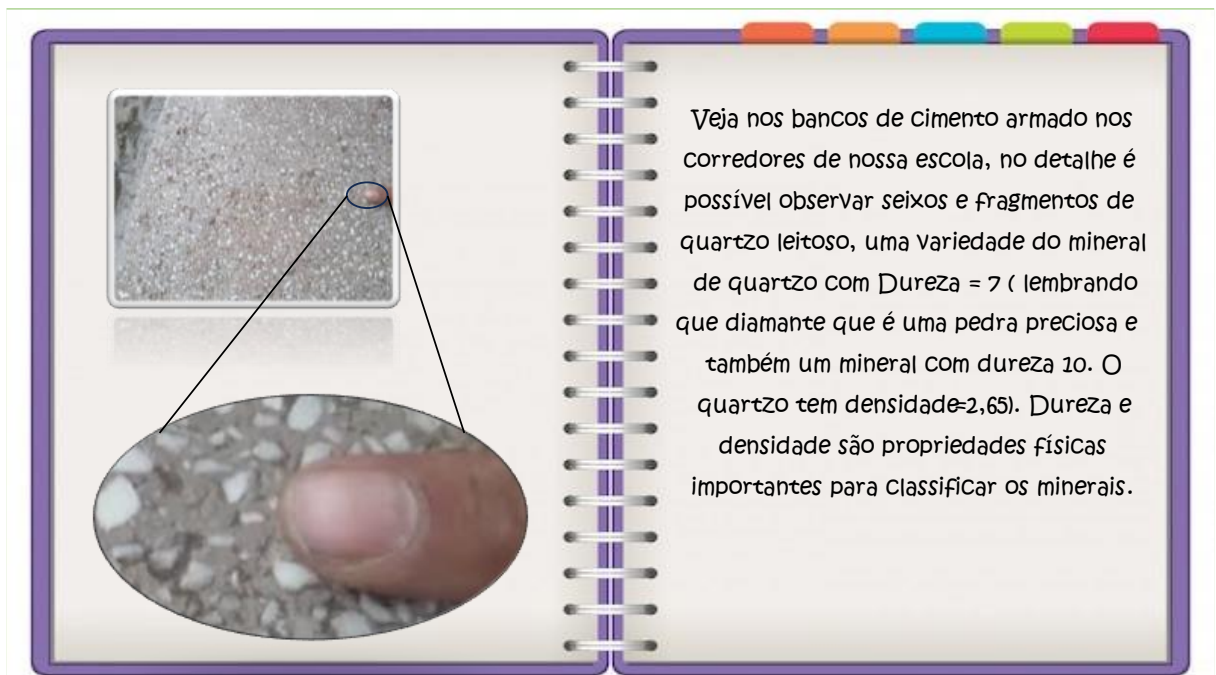 Veja nos bancos de cimento armado nos
corredores de nossa escola, no detalhe é
possível observar seixos e fragmentos de
quartzo leitoso, uma variedade do mineral
de quartzo com Dureza = 7 ( lembrando
que diamante que é uma pedra preciosa e
também um mineral com dureza 10. O
quartzo tem densidade=2,65). Dureza e
densidade são propriedades físicas
importantes para classificar os minerais.